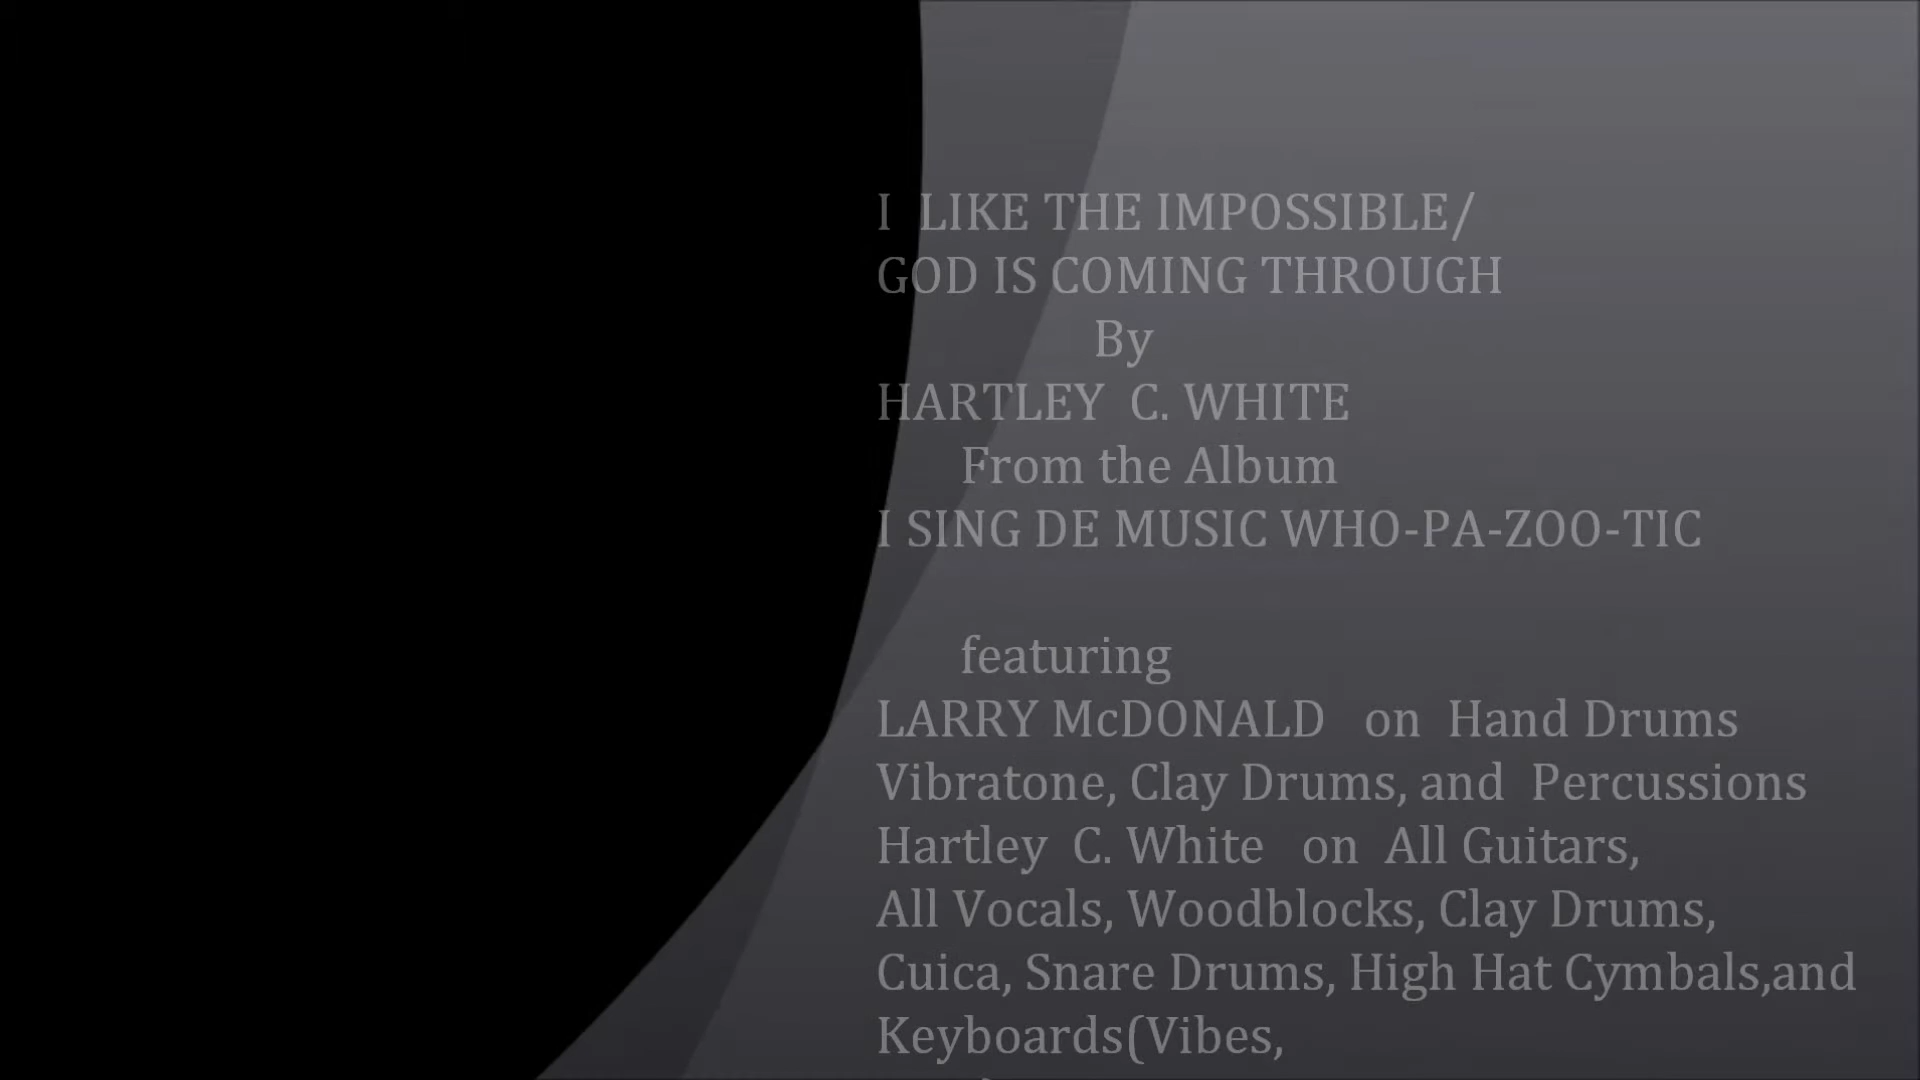 I LIKE THE IMPOSSIBLE/
GOD IS COMING THROUGH
By
HARTLEY C. WHITE
From the Album
I SING DE MUSIC WHO-PA-ZOO-TIC
featuring
LARRY McDONALD on Hand Drums
Vibratone, Clay Drums, and Percussions
Hartley C. White on All Guitars,
All Vocals, Woodblocks, Clay Drums,
Cuica, Snare Drums, High Hat Cymbals,and
Keyboards(Vibes,